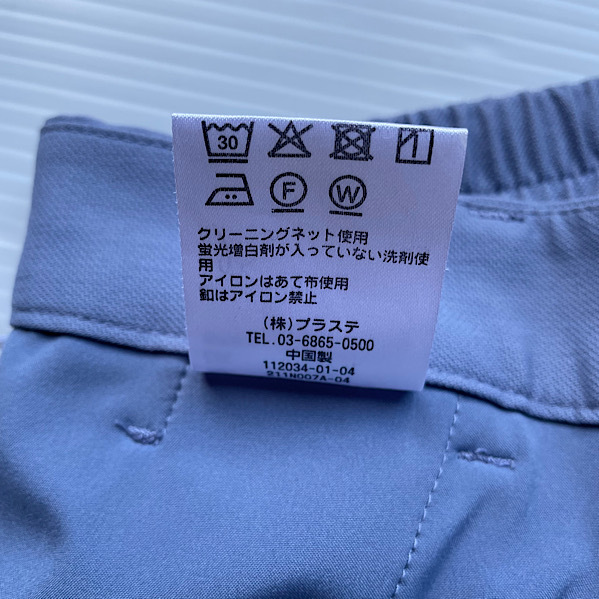 30
F W
クリーニングネット使用
蛍光増白剤が入っていない洗剤使
用
アイロンはあて布使用
釦はアイロン禁止
(株)プラステ
TEL.03-6865-0500
中国製
112034-01-04
211N007A-04